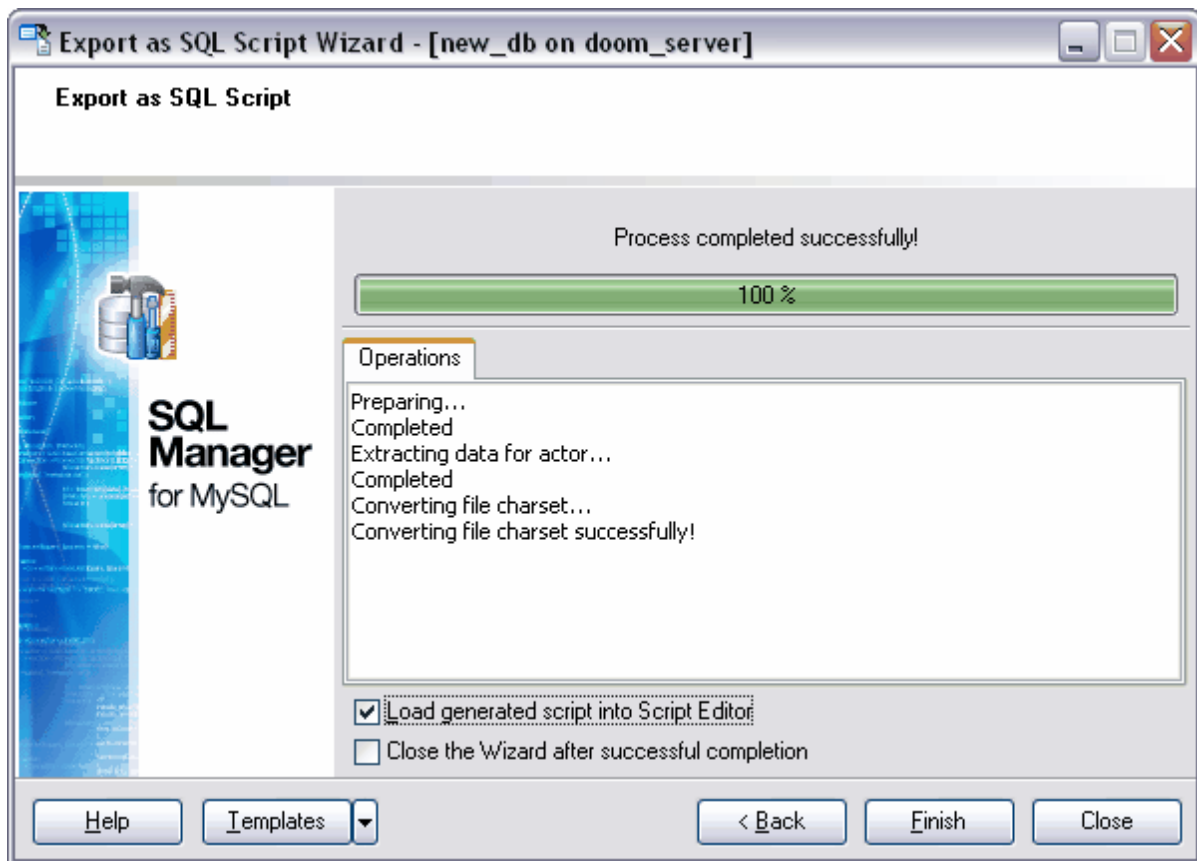 Export as SQL Script Wizard - [new_db on doom_server]
Export as SQL Script
Process completed successfully!
100 %
SQL
Manager
for MySQL
Operations
Preparing...
Completed
Extracting data for actor...
Completed
Converting file charset...
Converting file charset successfully!
Load generated script into Script Editor
Close the Wizard after successful completion
Help
Templates
< Back
Finish
Close